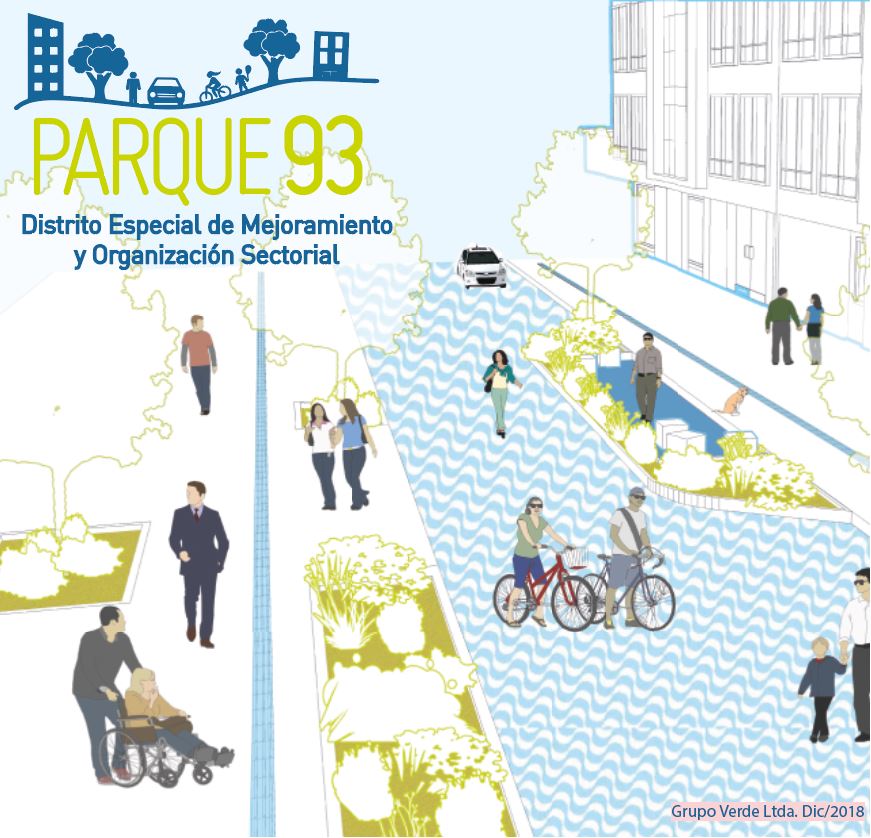 PARQUE 93
Distrito Especial de Mejoramiento
y Organización Sectorial
Grupo Verde Ltda. Dic/2018